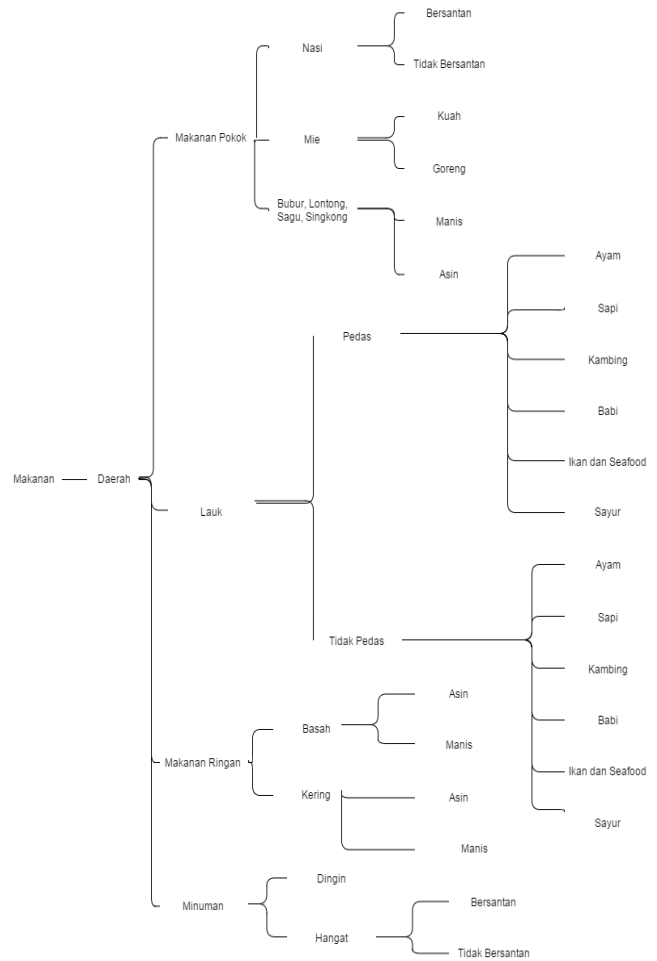 Bersantan
Nasi
Tidak Bersantan
Kuah
Makanan Pokok
Mie
Goreng
Bubur, Lontong,
Sagu, Singkong
Manis
Asin
Ayam
Sapi
Pedas
Kambing
Babi
Ikan dan Seafood
Sayur
Makanan
Daerah
Lauk
Ayam
Sapi
Tidak Pedas
Kambing
Babi
Ikan dan Seafood
Sayur
Asin
Basah
Manis
Makanan Ringan
Kering
Asin
Manis
Dingin
Minuman
Bersantan
Hangat
Tidak Bersantan